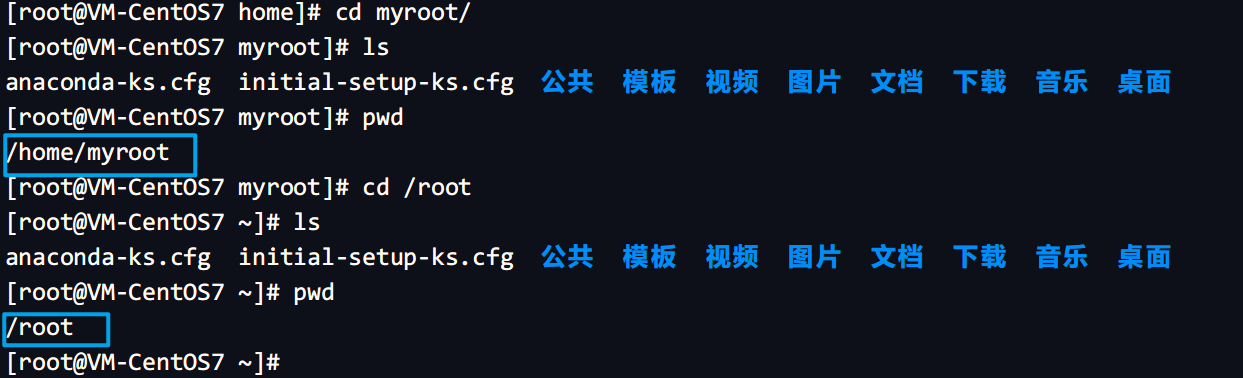 [root@VM-CentOS7 home]# cd myroot/
[root@VM-CentOS7 myroot]# ls
anaconda-ks.cfg  initial-setup-ks.cfg  公共  模板  视频  图片  文档  下载  音乐  桌面
[root@VM-CentOS7 myroot]# pwd
/home/myroot
[root@VM-CentOS7 myroot]# cd /root
[root@VM-CentOS7 ~]# ls
anaconda-ks.cfg  initial-setup-ks.cfg  公共  模板  视频  图片  文档  下载  音乐  桌面
[root@VM-CentOS7 ~]# pwd
/root
[root@VM-CentOS7 ~]#